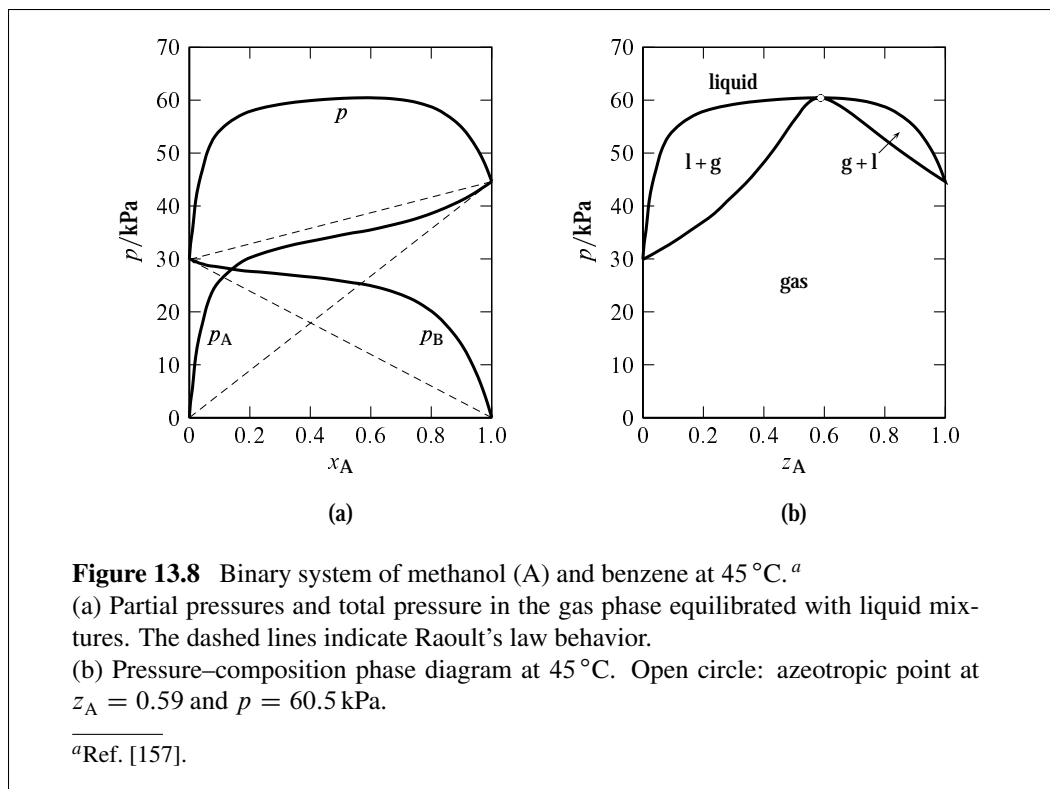 70
60
50
40
30
20
10
0
p/kPa
p
pA
pB
0 0.2 0.4 0.6 0.8 1.0
xA
(a)
70
60
50
40
30
20
10
0
p/kPa
liquid
l + g
g + l
gas
0 0.2 0.4 0.6 0.8 1.0
zA
(b)
Figure 13.8 Binary system of methanol (A) and benzene at 45 °C. a
(a) Partial pressures and total pressure in the gas phase equilibrated with liquid mix-
tures. The dashed lines indicate Raoult's law behavior.
(b) Pressure–composition phase diagram at 45 °C. Open circle: azeotropic point at
zA = 0.59 and p = 60.5 kPa.
aRef. [157].